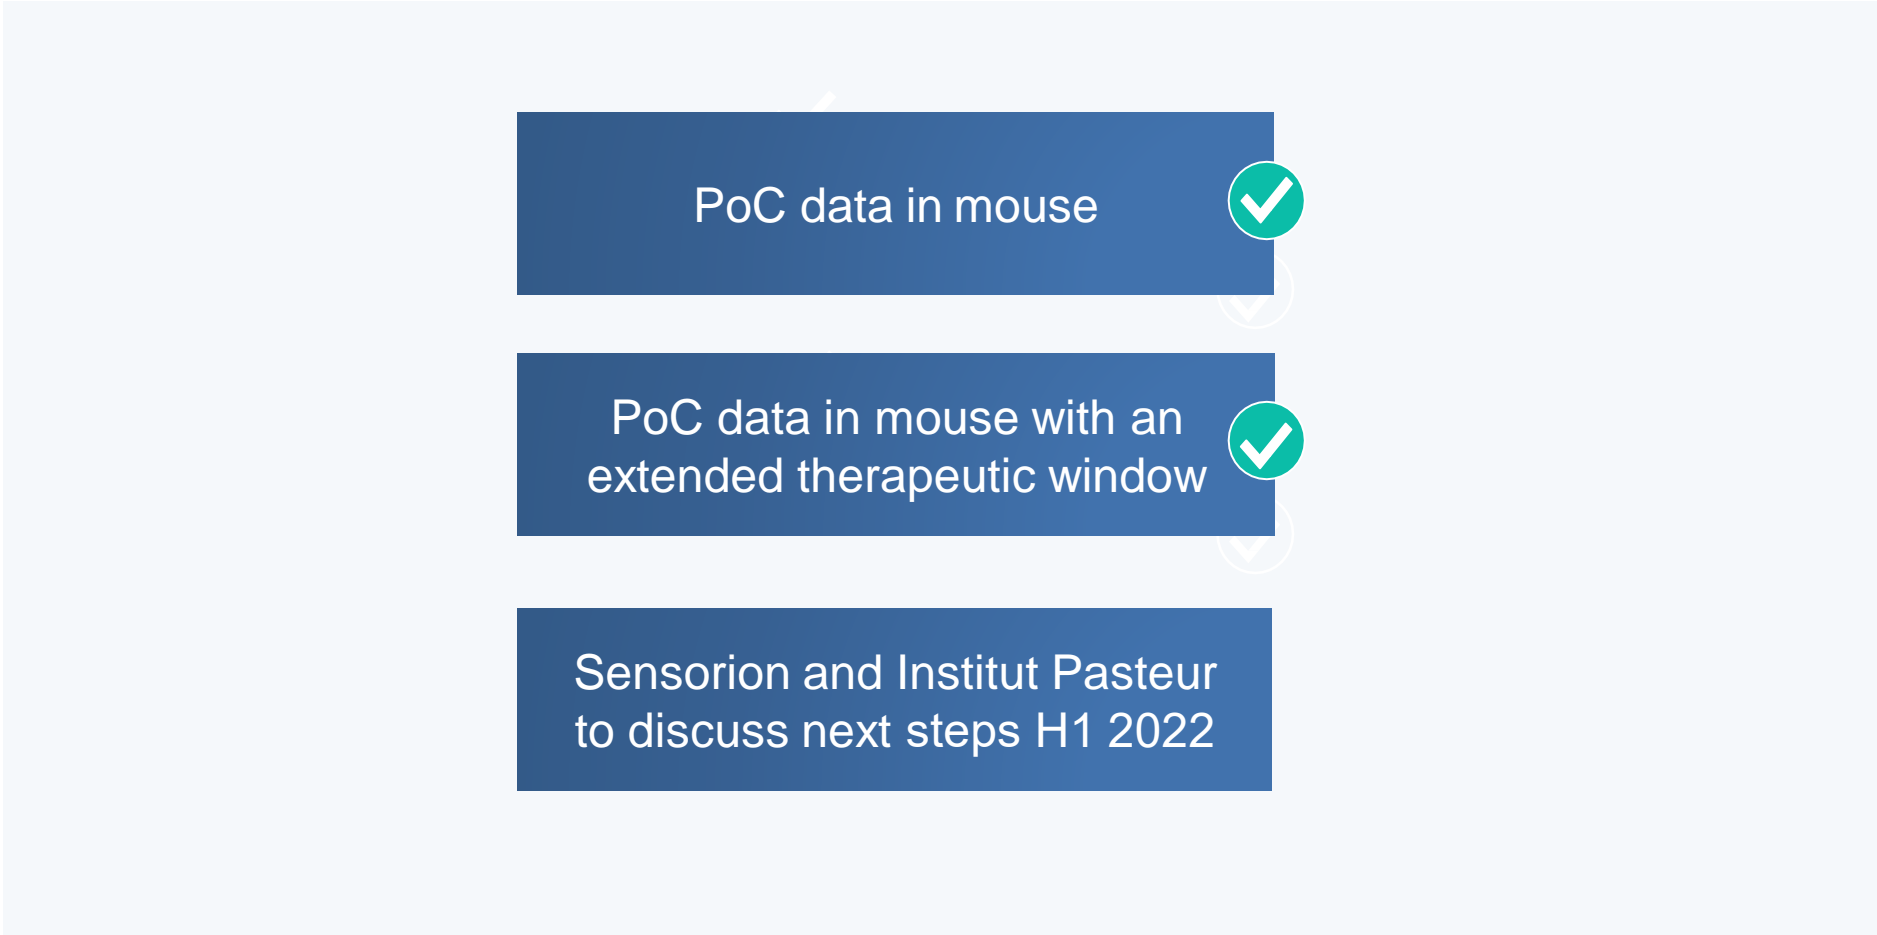 PoC data in mouse
PoC data in mouse with an
extended therapeutic window
Sensorion and Institut Pasteur
to discuss next steps H1 2022